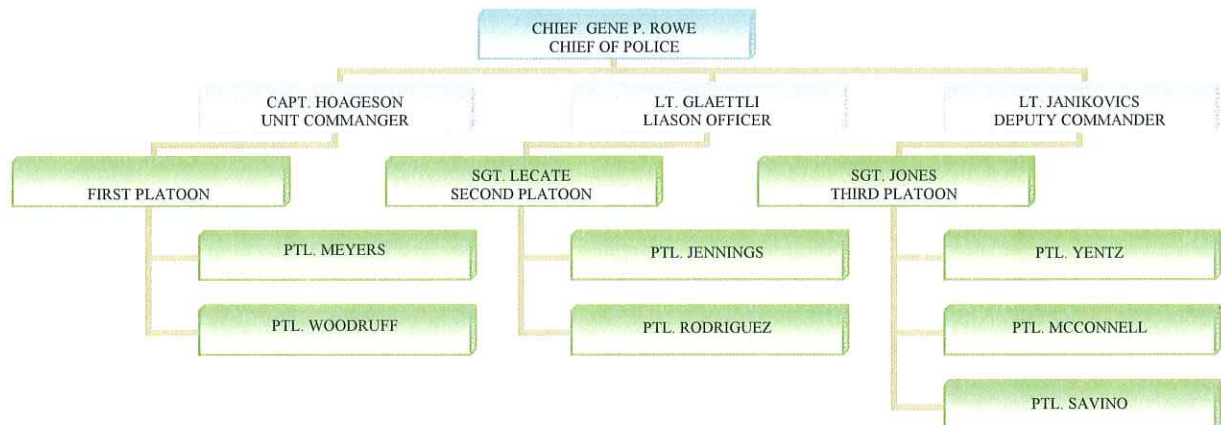 CHIEF GENE P. ROWE
CHIEF OF POLICE
CAPT. HOAGESON
UNIT COMMANGER
LT. GLAETTLI
LIASON OFFICER
LT. JANIKOVICS
DEPUTY COMMANDER
FIRST PLATOON
SGT. LECATE
SECOND PLATOON
SGT. JONES
THIRD PLATOON
PTL. MEYERS
PTL. JENNINGS
PTL. YENTZ
PTL. WOODRUFF
PTL. RODRIGUEZ
PTL. MCCONNELL
PTL. SAVINO